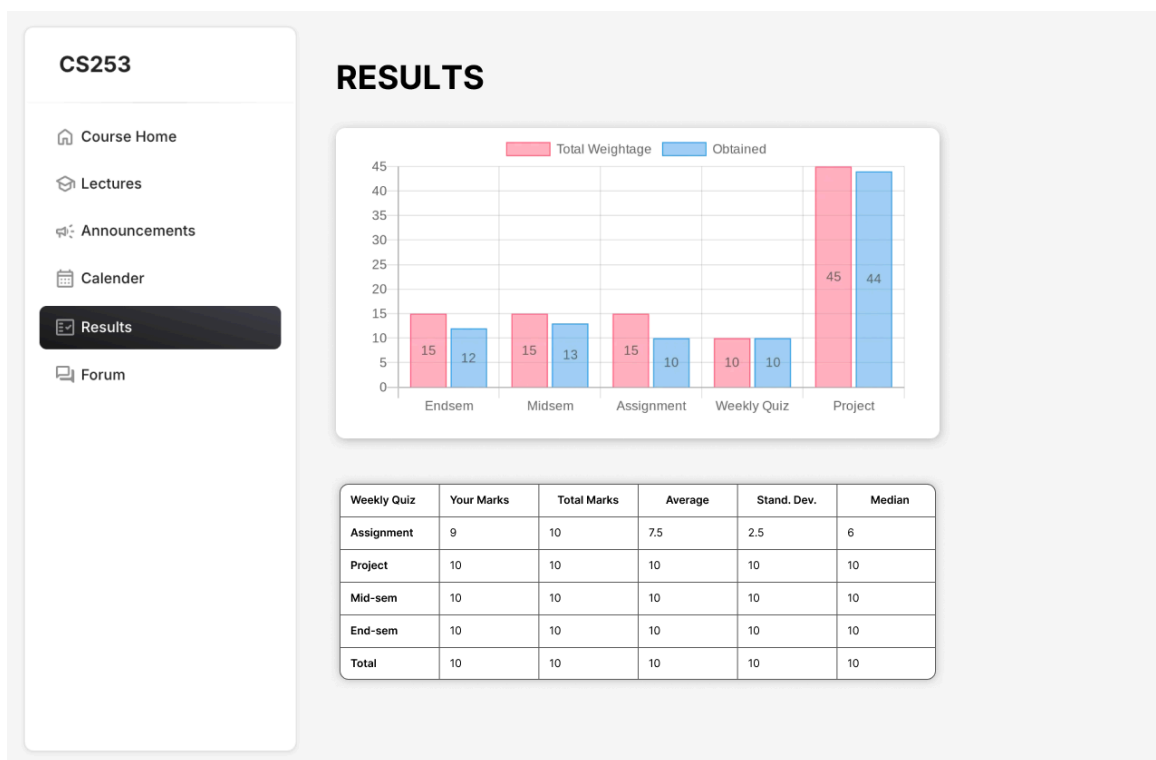 CS253
Course Home
Lectures
Announcements
Calender
Results
Forum
RESULTS
Total Weightage Obtained
45
40
35
30
25
20
15
10
5
0
15 12 15 13 15 10 10 10 45 44
Endsem Midsem Assignment Weekly Quiz Project
Weekly Quiz Your Marks Total Marks Average Stand. Dev. Median
Assignment 9 10 7.5 2.5 6
Project 10 10 10 10 10
Mid-sem 10 10 10 10 10
End-sem 10 10 10 10 10
Total 10 10 10 10 10